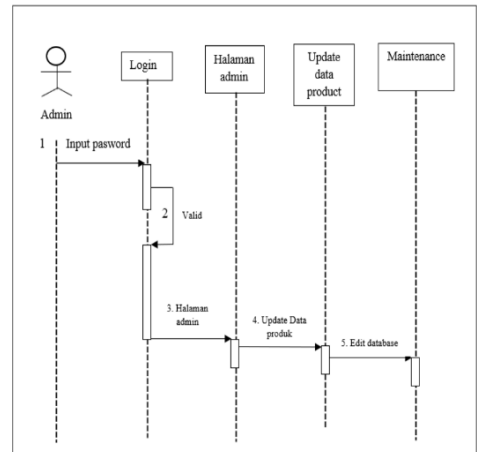 Login
Halaman
admin
Update
data
product
Maintenance
Admin
1 Input pasword
2 Valid
3. Halaman
admin
4. Update Data
produk
5. Edit database